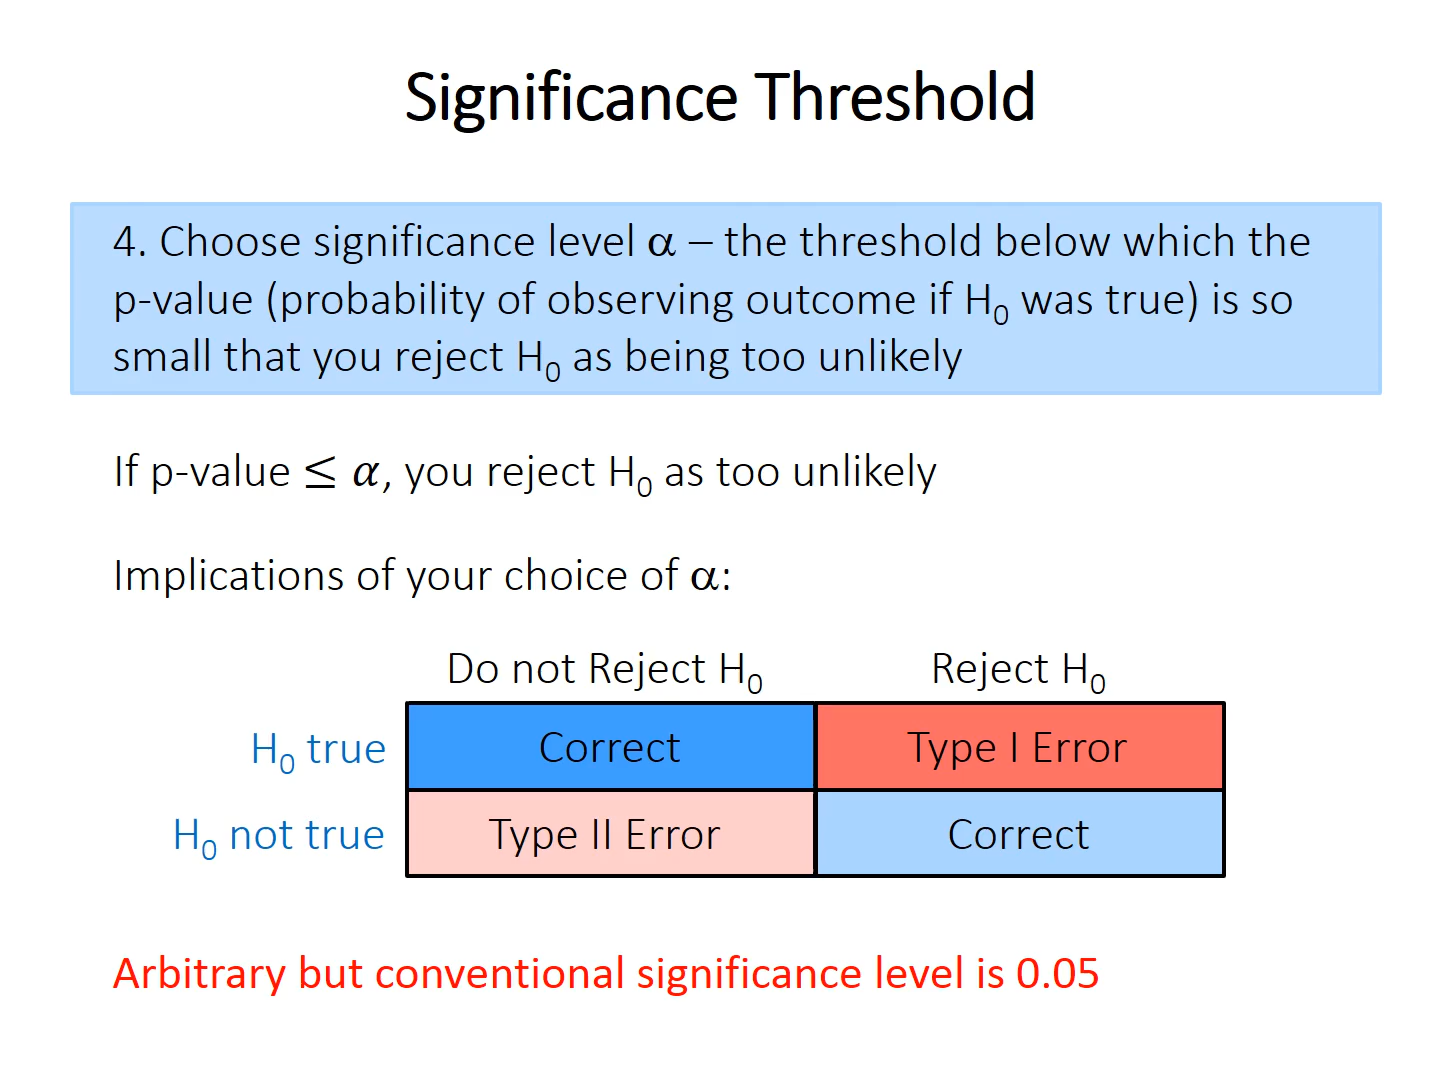 Significance Threshold
4. Choose significance level α – the threshold below which the
p-value (probability of observing outcome if H₀ was true) is so
small that you reject H₀ as being too unlikely
If p-value ≤ α, you reject H₀ as too unlikely
Implications of your choice of α:
Do not Reject H₀ Reject H₀
H₀ true Correct Type I Error
H₀ not true Type II Error Correct
Arbitrary but conventional significance level is 0.05